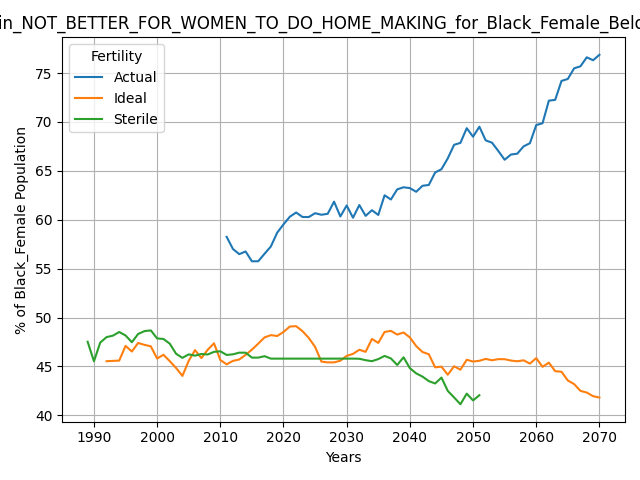 in_NOT_BETTER_FOR_WOMEN_TO_DO_HOME_MAKING_for_Black_Female_Belo
Fertility
Actual
Ideal
Sterile
% of Black_Female Population
75
70
65
60
55
50
45
40
1990 2000 2010 2020 2030 2040 2050 2060 2070
Years